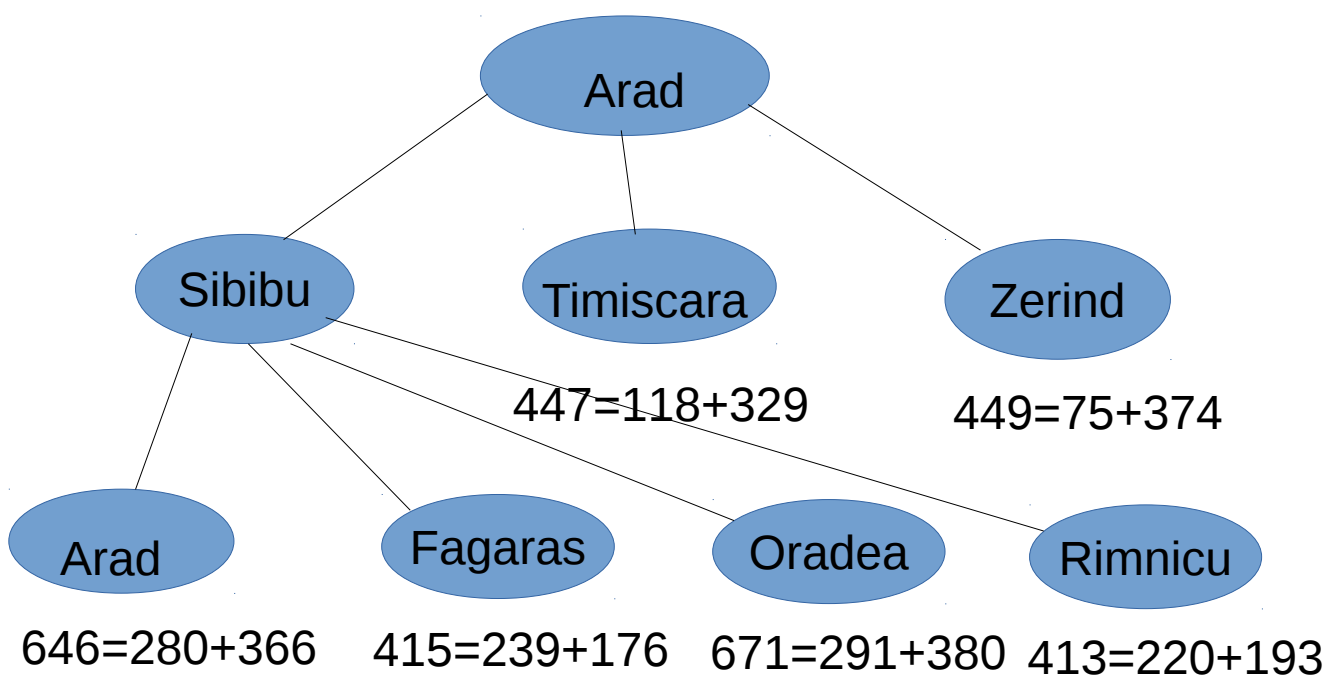 Arad
Sibibu
Timiscara
Zerind
447=118+329
449=75+374
Arad
Fagaras
Oradea
Rimnicu
646=280+366
415=239+176
671=291+380
413=220+193